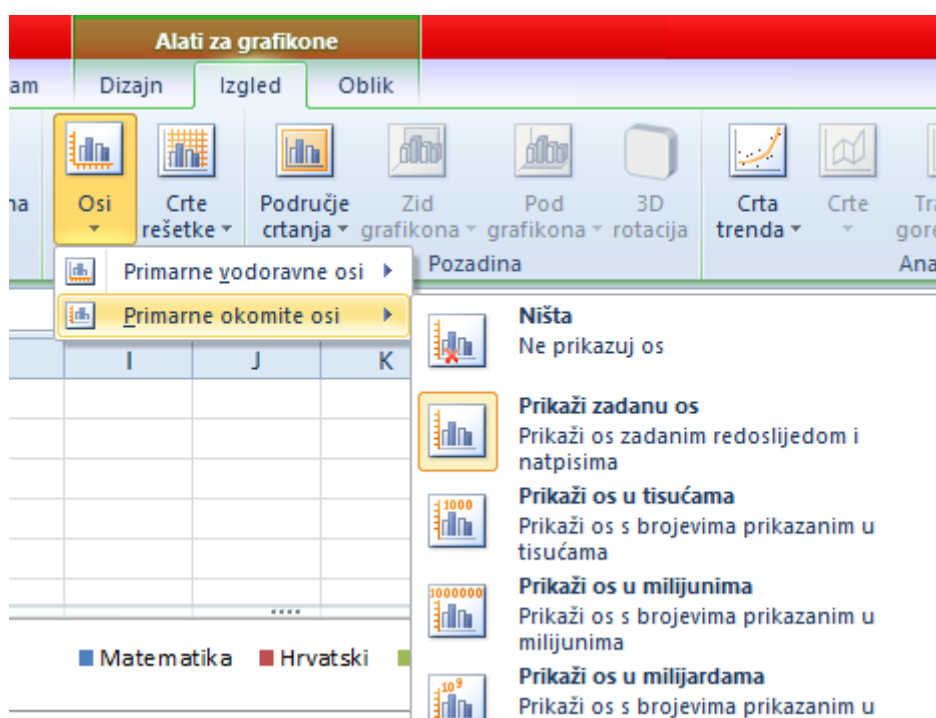 Alati za grafikone
am Dizajn Izgled Oblik
na Osi Crte rešetke Područje crtanja Zid grafikona Pod grafikona 3D rotacija Crta trenda Crte
Pozadina
Primarne vodoravne osi
Primarne okomite osi
I J K
Ništa
Ne prikazuj os
Prikaži zadanu os
Prikaži os zadanim redoslijedom i
natpisima
1000
Prikaži os u tisućama
Prikaži os s brojevima prikazanim u
tisućama
1000000
Prikaži os u milijunima
Prikaži os s brojevima prikazanim u
milijunima
10⁹
Prikaži os u milijardama
Prikaži os s brojevima prikazanim u
Matematika Hrvatski